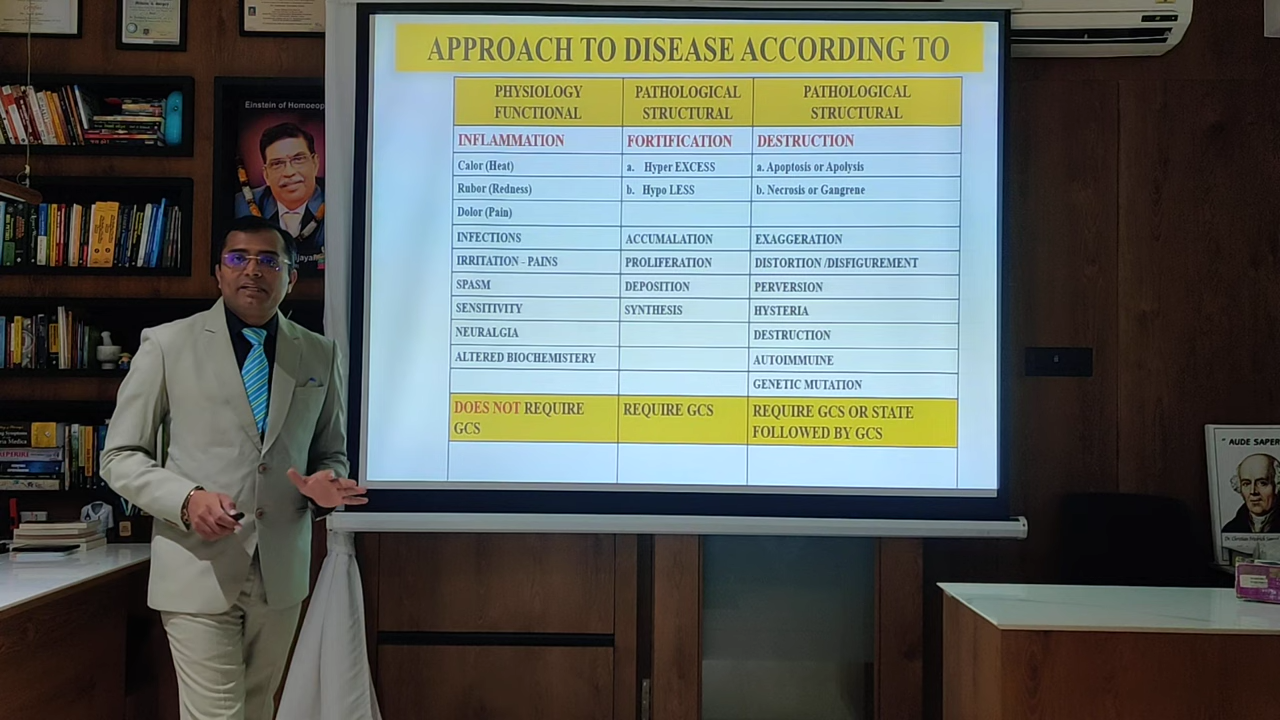 APPROACH TO DISEASE ACCORDING TO
PHYSIOLOGY FUNCTIONAL PATHOLOGICAL STRUCTURAL PATHOLOGICAL STRUCTURAL
INFLAMMATION FORTIFICATION DESTRUCTION
Calor (Heat) a. Hyper EXCESS a. Apoptosis or Apolysis
Rubor (Redness) b. Hypo LESS b. Necrosis or Gangrene
Dolor (Pain)
INFECTIONS ACCUMALATION EXAGGERATION
IRRITATION - PAINS PROLIFERATION DISTORTION /DISFIGUREMENT
SPASM DEPOSITION PERVERSION
SENSITIVITY SYNTHESIS HYSTERIA
NEURALGIA DESTRUCTION
ALTERED BIOCHEMISTERY AUTOIMMUINE
GENETIC MUTATION
DOES NOT REQUIRE GCS REQUIRE GCS REQUIRE GCS OR STATE FOLLOWED BY GCS
Einstein of Homoeop
ijaya
" AUDE SAPER